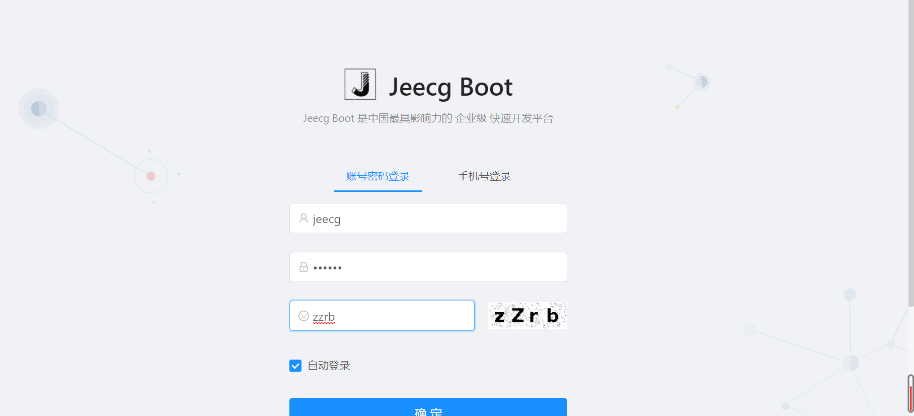 J Jeecg Boot
Jeecg Boot 是中国最具影响力的 企业级 快速开发平台
账号密码登录 手机号登录
jeecg
••••••
zzrb zZrb
自动登录
确 定